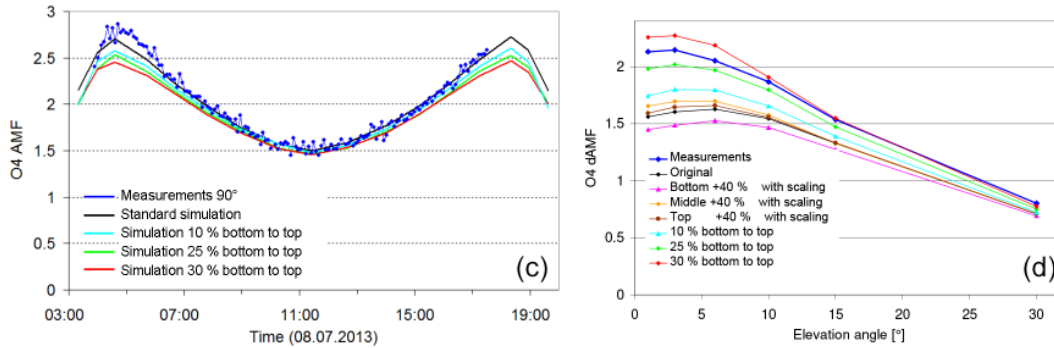 3
2.5
2
1.5
1
0.5
0
O4 AMF
Measurements 90°
Standard simulation
Simulation 10 % bottom to top
Simulation 25 % bottom to top
Simulation 30 % bottom to top
(c)
03:00 07:00 11:00 15:00 19:00
Time (08.07.2013)
2
1.5
1
0.5
0
O4 dAMF
Measurements
Original
Bottom +40 % with scaling
Middle +40 % with scaling
Top +40 % with scaling
10 % bottom to top
25 % bottom to top
30 % bottom to top
(d)
0 5 10 15 20 25 30
Elevation angle [°]